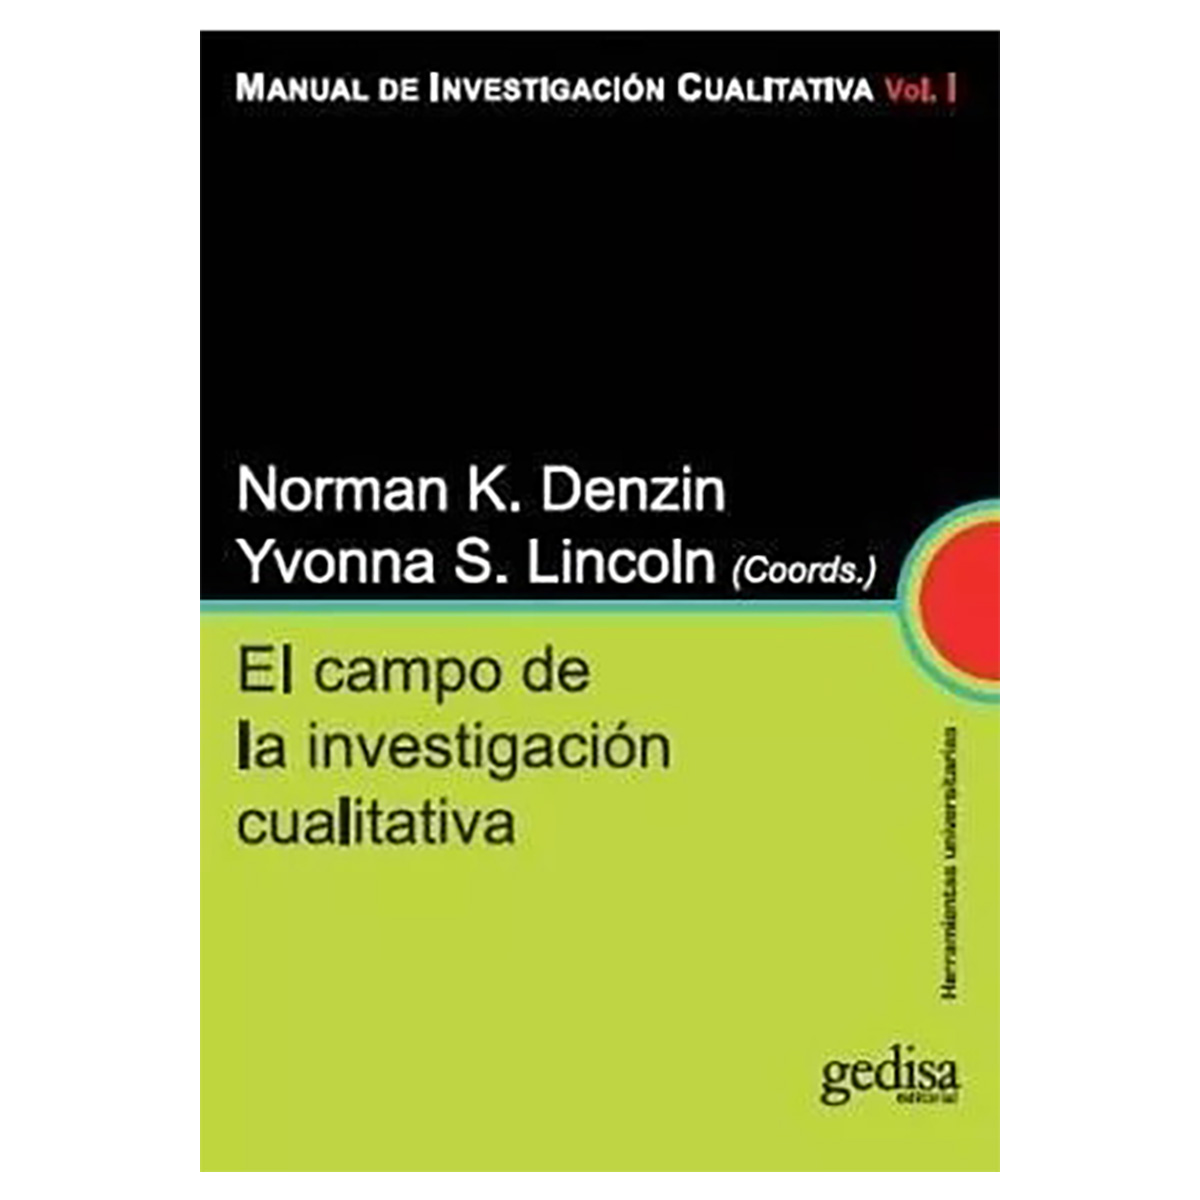 MANUAL DE INVESTIGACIÓN CUALITATIVA Vol. I
Norman K. Denzin
Yvonna S. Lincoln (Coords.)
El campo de
la investigación
cualitativa
Herramientas universitarias
gedisa
editorial